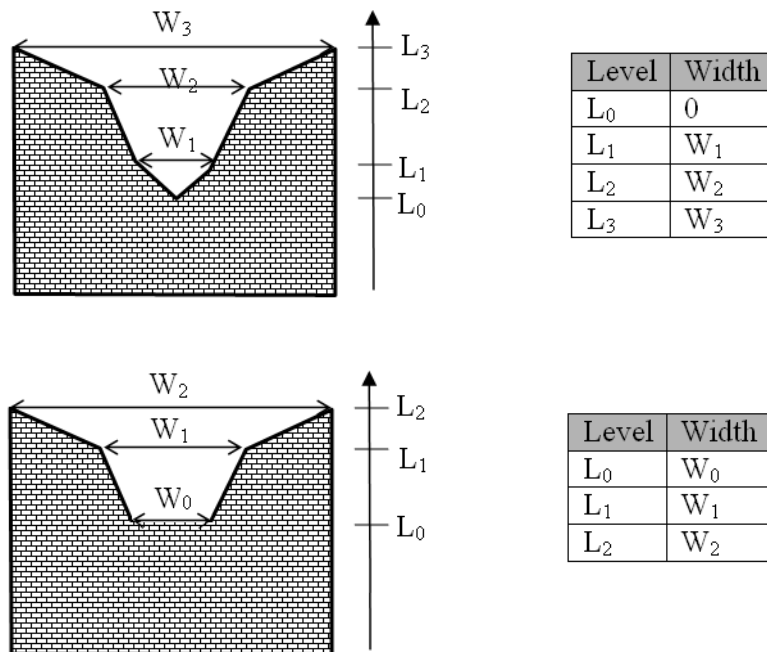 W₃
W₂
W₁
L₃
L₂
L₁
L₀
Level Width
L₀ 0
L₁ W₁
L₂ W₂
L₃ W₃
W₂
W₁
W₀
L₂
L₁
L₀
Level Width
L₀ W₀
L₁ W₁
L₂ W₂